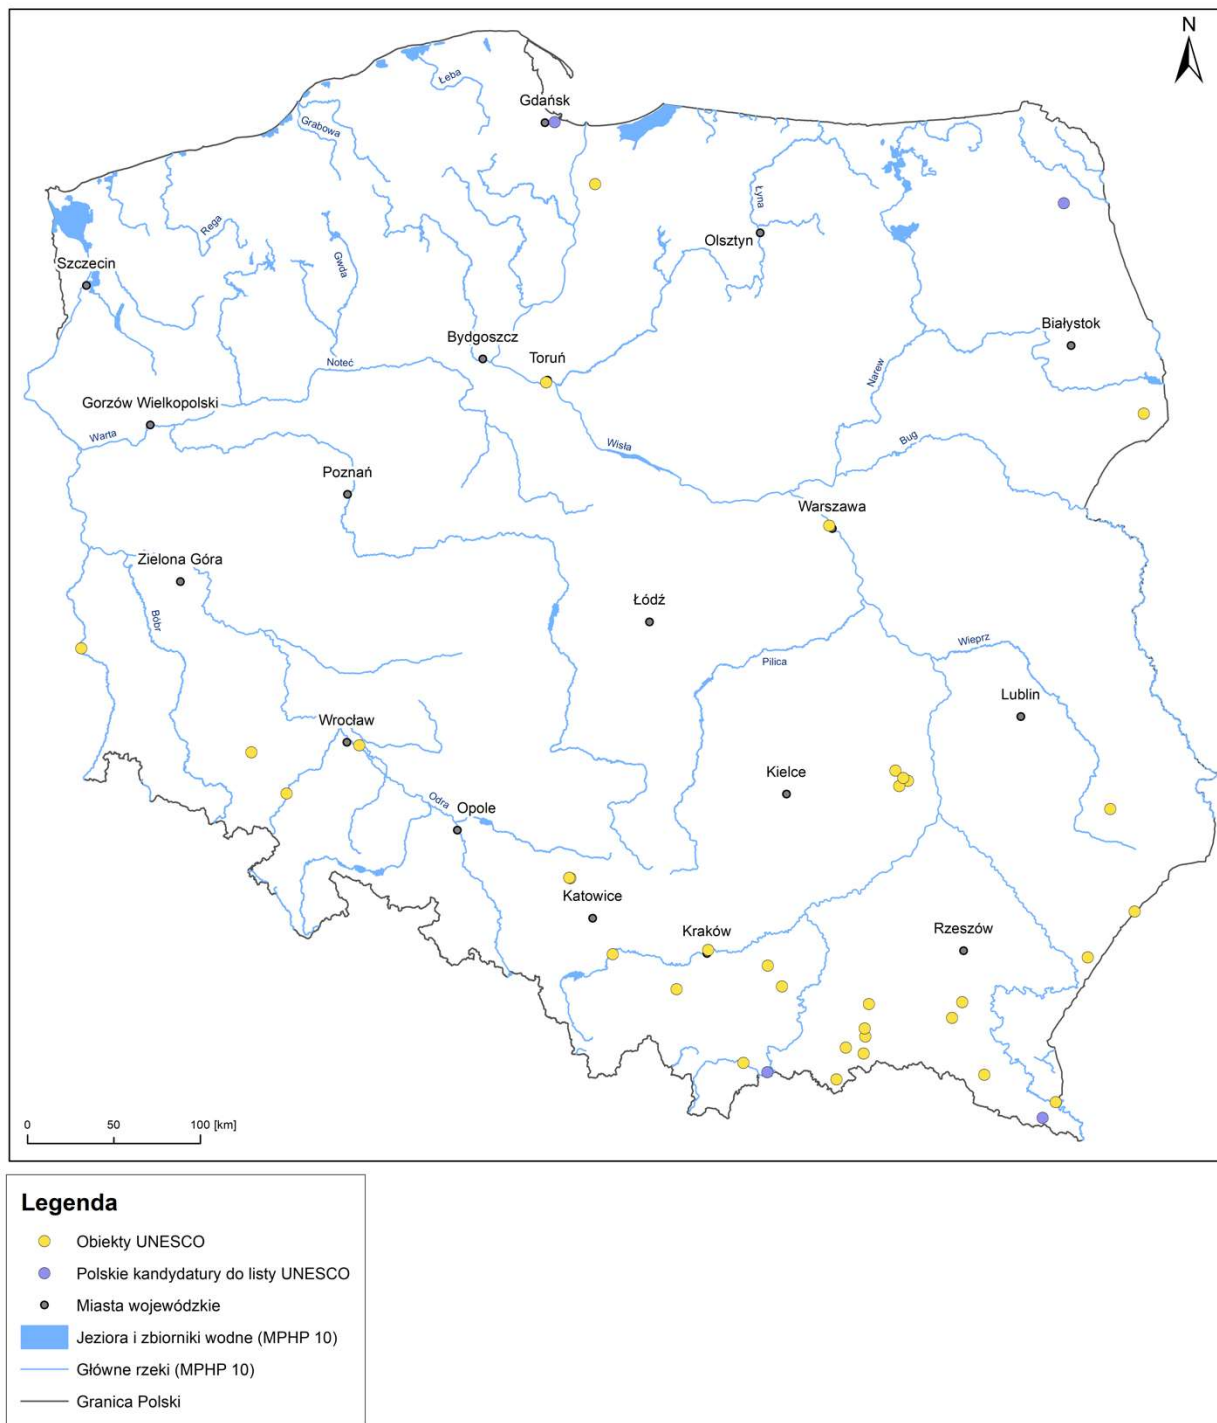 N
Łeba
Gdańsk
Grabowa
Łyna
Rega
Olsztyn
Gwda
Szczecin
Białystok
Bydgoszcz
Toruń
Noteć
Narew
Gorzów Wielkopolski
Warta
Wisła
Bug
Poznań
Warszawa
Zielona Góra
Łódź
Bóbr
Wieprz
Pilica
Lublin
Wrocław
Kielce
Odra
Opole
Katowice
Kraków
Rzeszów
0 50 100 [km]
Legenda
Obiekty UNESCO
Polskie kandydatury do listy UNESCO
Miasta wojewódzkie
Jeziora i zbiorniki wodne (MPHP 10)
Główne rzeki (MPHP 10)
Granica Polski